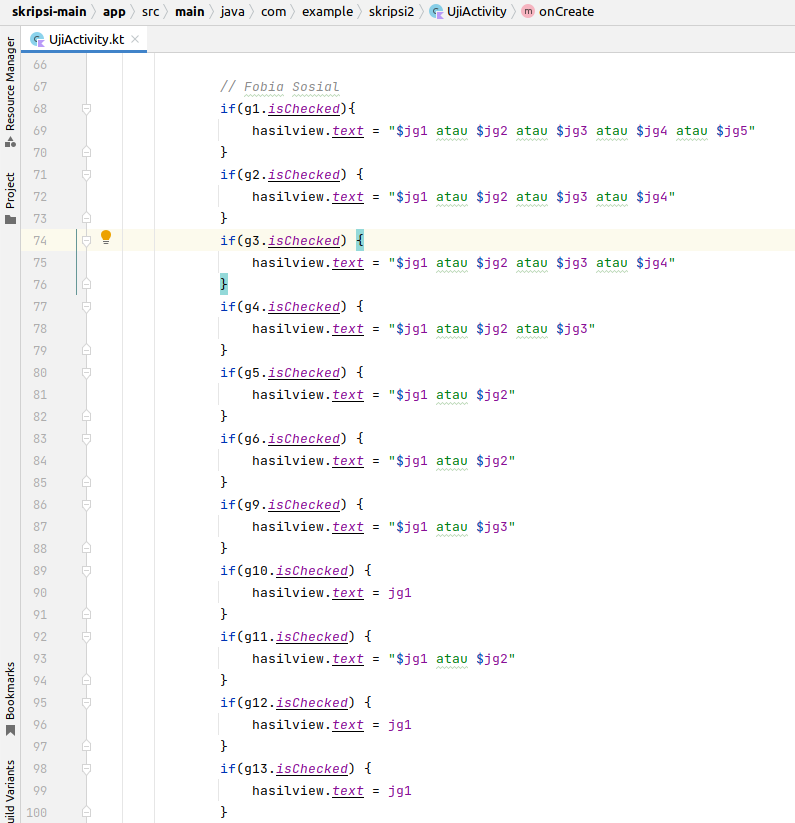 skripsi-main app src main java com example skripsi2 UjiActivity m onCreate
UjiActivity.kt
Resource Manager
Project
Bookmarks
uild Variants
66
67 // Fobia Sosial
68 if(g1.isChecked){
69 hasilview.text = "$jg1 atau $jg2 atau $jg3 atau $jg4 atau $jg5"
70 }
71 if(g2.isChecked) {
72 hasilview.text = "$jg1 atau $jg2 atau $jg3 atau $jg4"
73 }
74 if(g3.isChecked) {
75 hasilview.text = "$jg1 atau $jg2 atau $jg3 atau $jg4"
76 }
77 if(g4.isChecked) {
78 hasilview.text = "$jg1 atau $jg2 atau $jg3"
79 }
80 if(g5.isChecked) {
81 hasilview.text = "$jg1 atau $jg2"
82 }
83 if(g6.isChecked) {
84 hasilview.text = "$jg1 atau $jg2"
85 }
86 if(g9.isChecked) {
87 hasilview.text = "$jg1 atau $jg3"
88 }
89 if(g10.isChecked) {
90 hasilview.text = jg1
91 }
92 if(g11.isChecked) {
93 hasilview.text = "$jg1 atau $jg2"
94 }
95 if(g12.isChecked) {
96 hasilview.text = jg1
97 }
98 if(g13.isChecked) {
99 hasilview.text = jg1
100 }